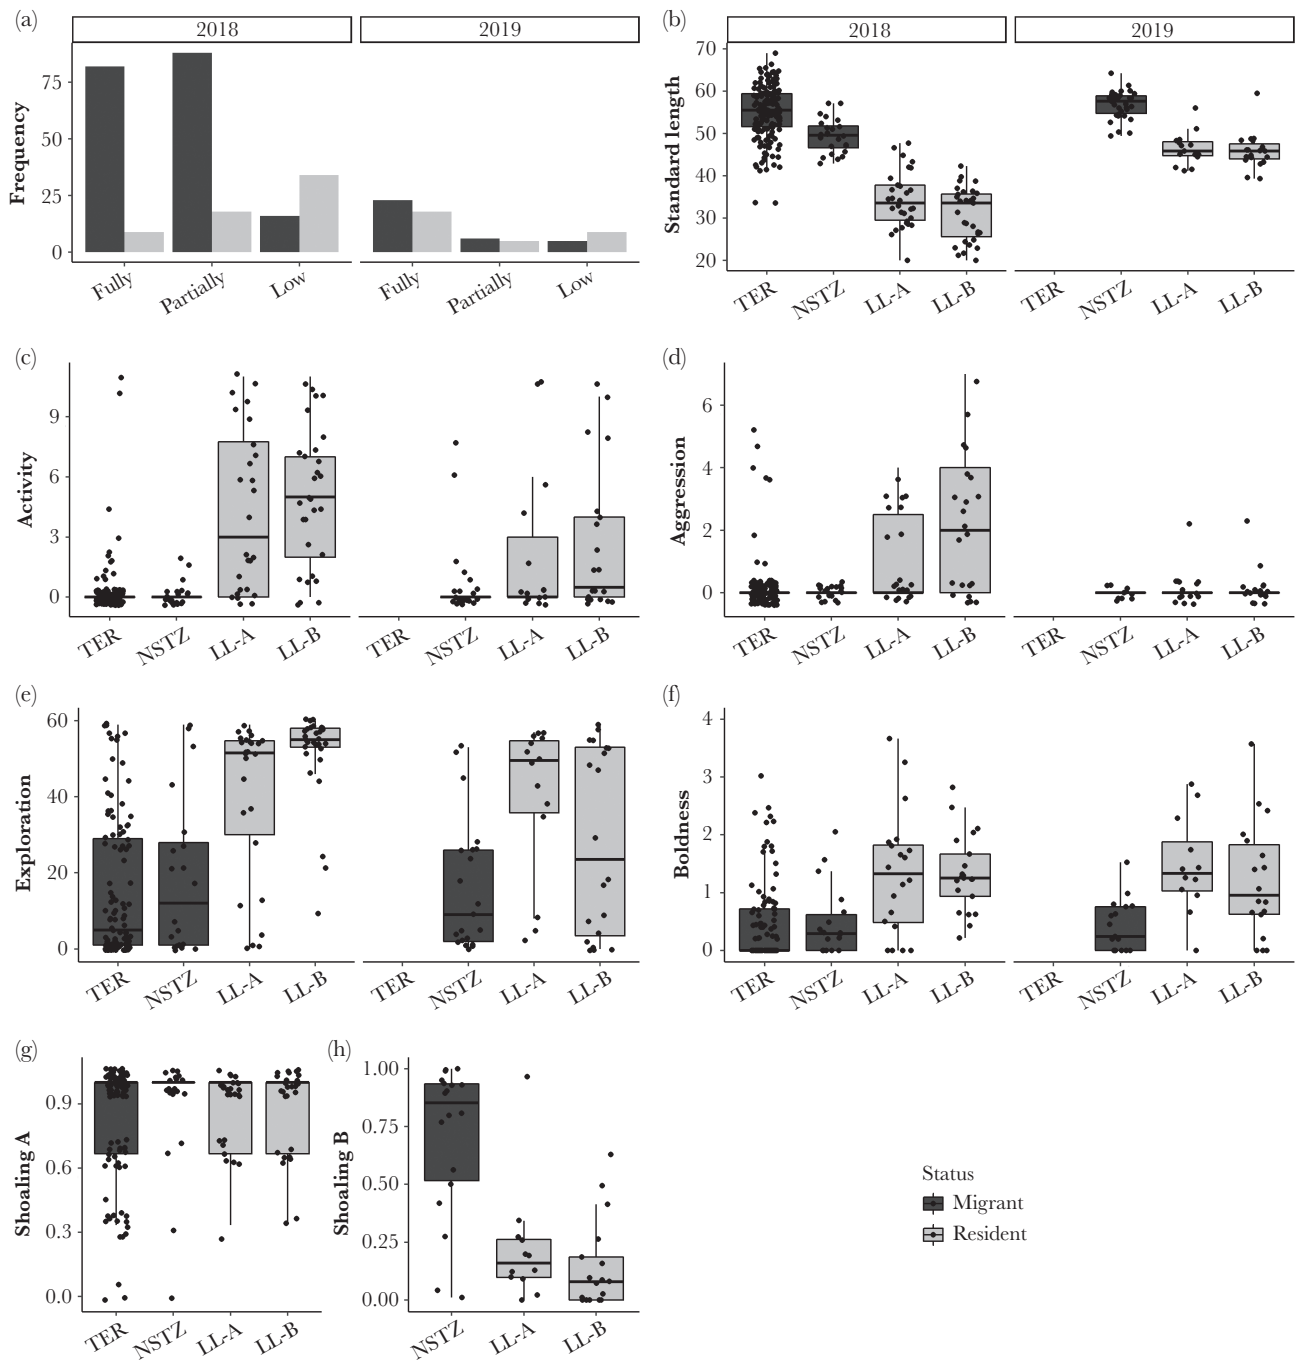 (a)
2018 2019
Frequency
75
50
25
0
Fully Partially Low Fully Partially Low
(b)
2018 2019
Standard length
70
60
50
40
30
20
TER NSTZ LL-A LL-B TER NSTZ LL-A LL-B
(c)
Activity
9
6
3
0
TER NSTZ LL-A LL-B TER NSTZ LL-A LL-B
(d)
Aggression
6
4
2
0
TER NSTZ LL-A LL-B TER NSTZ LL-A LL-B
(e)
Exploration
60
40
20
0
TER NSTZ LL-A LL-B TER NSTZ LL-A LL-B
(f)
Boldness
4
3
2
1
0
TER NSTZ LL-A LL-B TER NSTZ LL-A LL-B
(g)
Shoaling A
0.9
0.6
0.3
0.0
TER NSTZ LL-A LL-B
(h)
Shoaling B
1.00
0.75
0.50
0.25
0.00
NSTZ LL-A LL-B
Status
Migrant
Resident